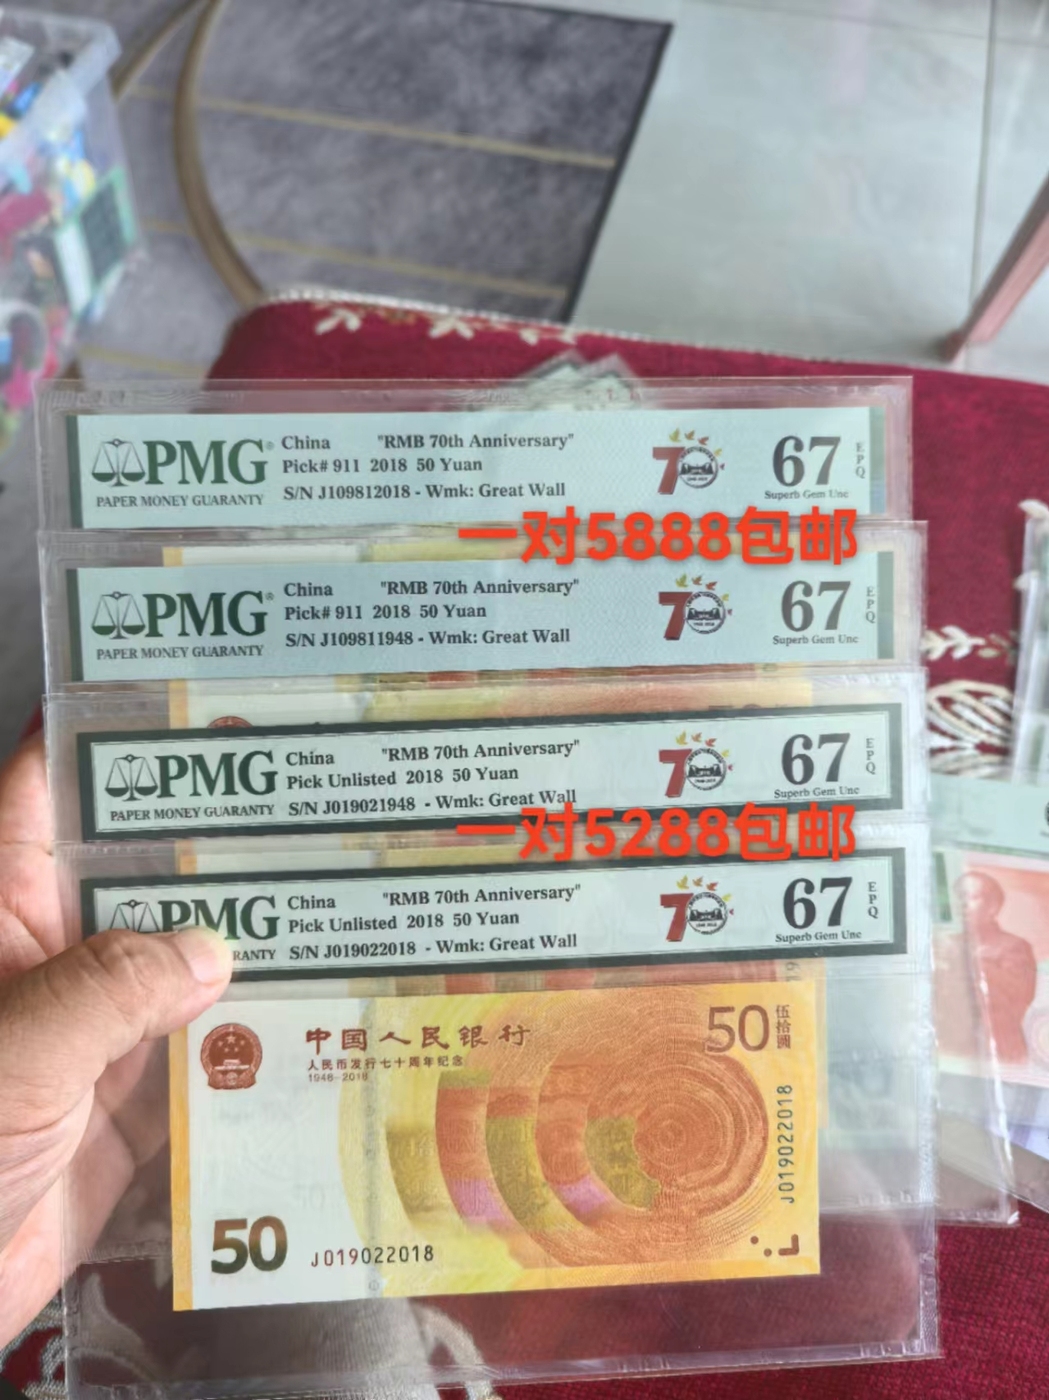 PMG® China "RMB 70th Anniversary"
Pick# 911 2018 50 Yuan
PAPER MONEY GUARANTY S/N J109812018 - Wmk: Great Wall
70
67 EPQ
Superb Gem Unc
一对5888包邮
PMG® China "RMB 70th Anniversary"
Pick# 911 2018 50 Yuan
PAPER MONEY GUARANTY S/N J109811948 - Wmk: Great Wall
70
67 EPQ
Superb Gem Unc
PMG China "RMB 70th Anniversary"
Pick Unlisted 2018 50 Yuan
PAPER MONEY GUARANTY S/N J019021948 - Wmk: Great Wall
70
67 EPQ
Superb Gem Unc
一对5288包邮
PMG China "RMB 70th Anniversary"
Pick Unlisted 2018 50 Yuan
RANTY S/N J019022018 - Wmk: Great Wall
70
67 EPQ
Superb Gem Unc
中国人民银行
人民币发行七十周年纪念
1948-2018
50 伍拾圆
J019022018
50 J019022018